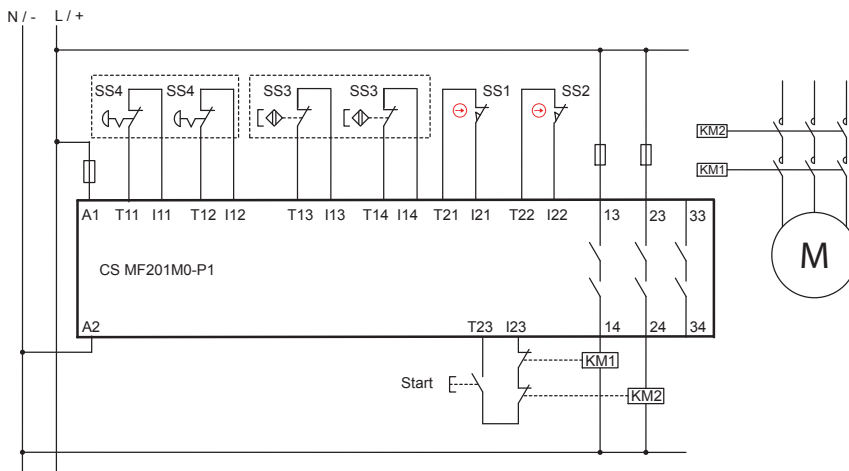 N / - L / +
SS4 SS4 SS3 SS3 SS1 SS2
KM2
KM1
A1 T11 I11 T12 I12 T13 I13 T14 I14 T21 I21 T22 I22 13 23 33
M
CS MF201M0-P1
A2 T23 I23 14 24 34
KM1
Start
KM2